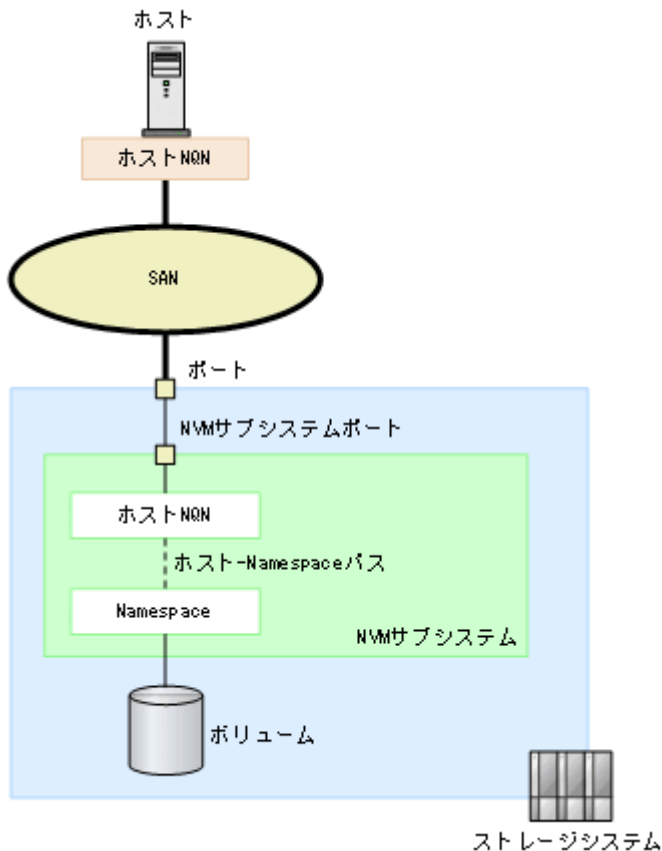 ホスト
ホストNQN
SAN
ポート
NVMサブシステムポート
ホストNQN
ホスト-Namespaceパス
Namespace
NVMサブシステム
ボリューム
ストレージシステム